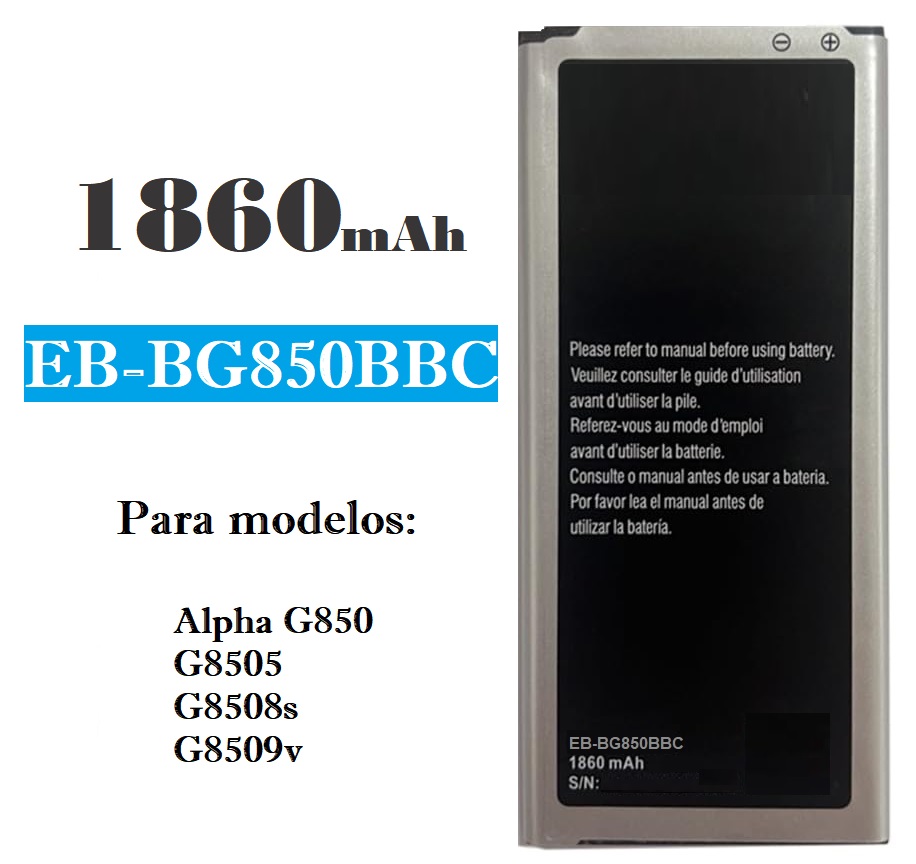 1860mAh
EB-BG850BBC
Para modelos:
Alpha G850
G8505
G8508s
G8509v
Please refer to manual before using battery.
Veuillez consulter le guide d'utilisation
avant d'utiliser la pile.
Referez-vous au mode d'emploi
avant d'utiliser la batterie.
Consulte o manual antes de usar a bateria.
Por favor lea el manual antes de
utilizar la batería.
EB-BG850BBC
1860 mAh
S/N: